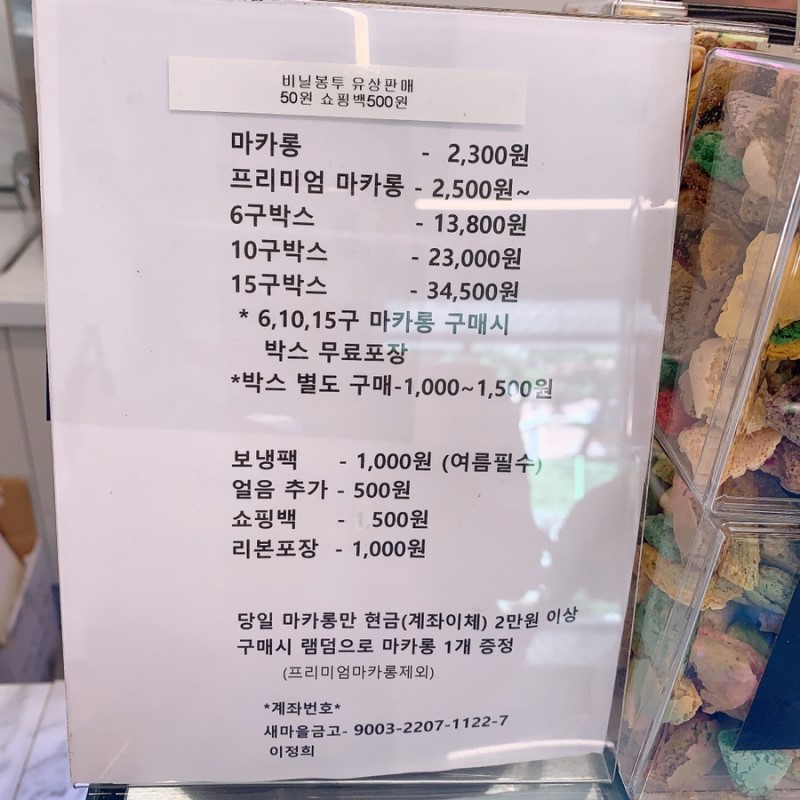 비닐봉투 유상판매
50원 쇼핑백500원
마카롱 - 2,300원
프리미엄 마카롱 - 2,500원~
6구박스 - 13,800원
10구박스 - 23,000원
15구박스 - 34,500원
* 6,10,15구 마카롱 구매시
박스 무료포장
*박스 별도 구매-1,000~1,500원
보냉팩 - 1,000원 (여름필수)
얼음 추가 - 500원
쇼핑백 - 500원
리본포장 - 1,000원
당일 마카롱만 현금(계좌이체) 2만원 이상
구매시 램덤으로 마카롱 1개 증정
(프리미엄마카롱제외)
*계좌번호*
새마을금고- 9003-2207-1122-7
이정희